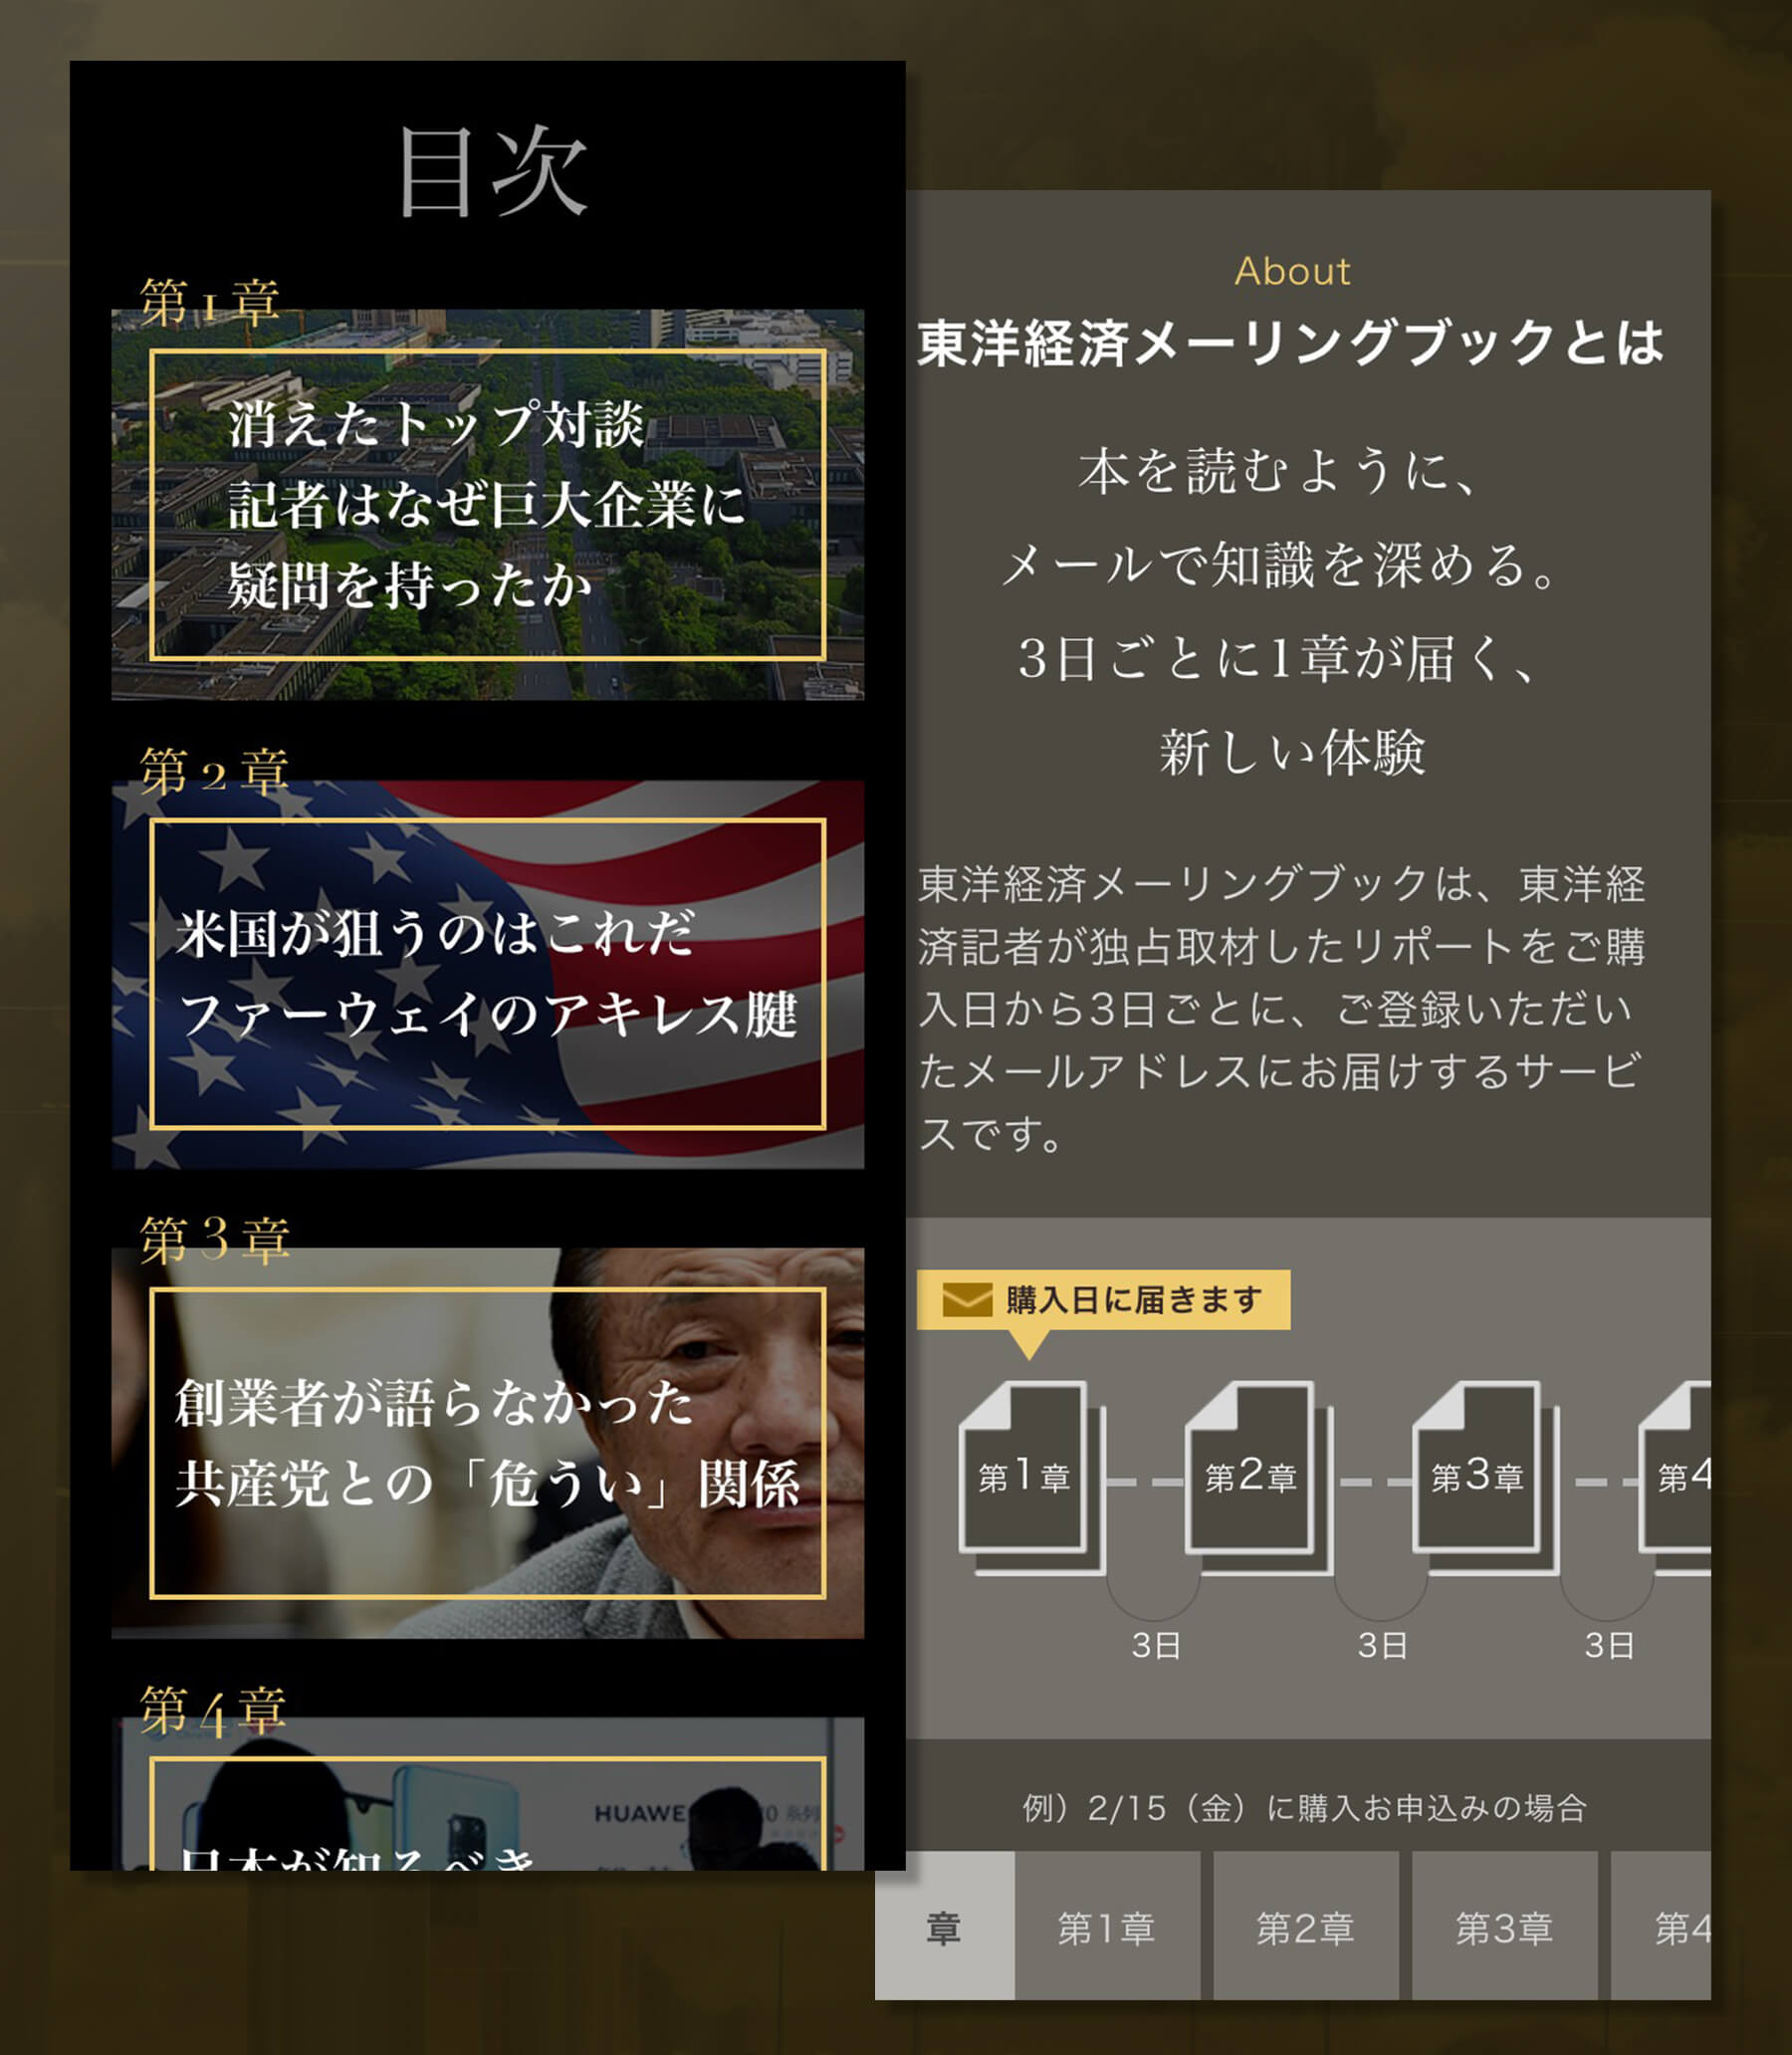 目次
第1章
消えたトップ対談
記者はなぜ巨大企業に
疑問を持ったか
第2章
米国が狙うのはこれだ
ファーウェイのアキレス腱
第3章
創業者が語らなかった
共産党との「危うい」関係
第4章
HUAWE
0 系列
日本が知るべき
About
東洋経済メーリングブックとは
本を読むように、
メールで知識を深める。
3日ごとに1章が届く、
新しい体験
東洋経済メーリングブックは、東洋経
済記者が独占取材したリポートをご購
入日から3日ごとに、ご登録いただい
たメールアドレスにお届けするサービ
スです。
購入日に届きます
第1章 第2章 第3章 第4
3日 3日 3日
例）2/15（金）に購入お申込みの場合
章 第1章 第2章 第3章 第4